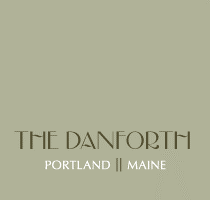 THE DANFORTH
PORTLAND || MAINE